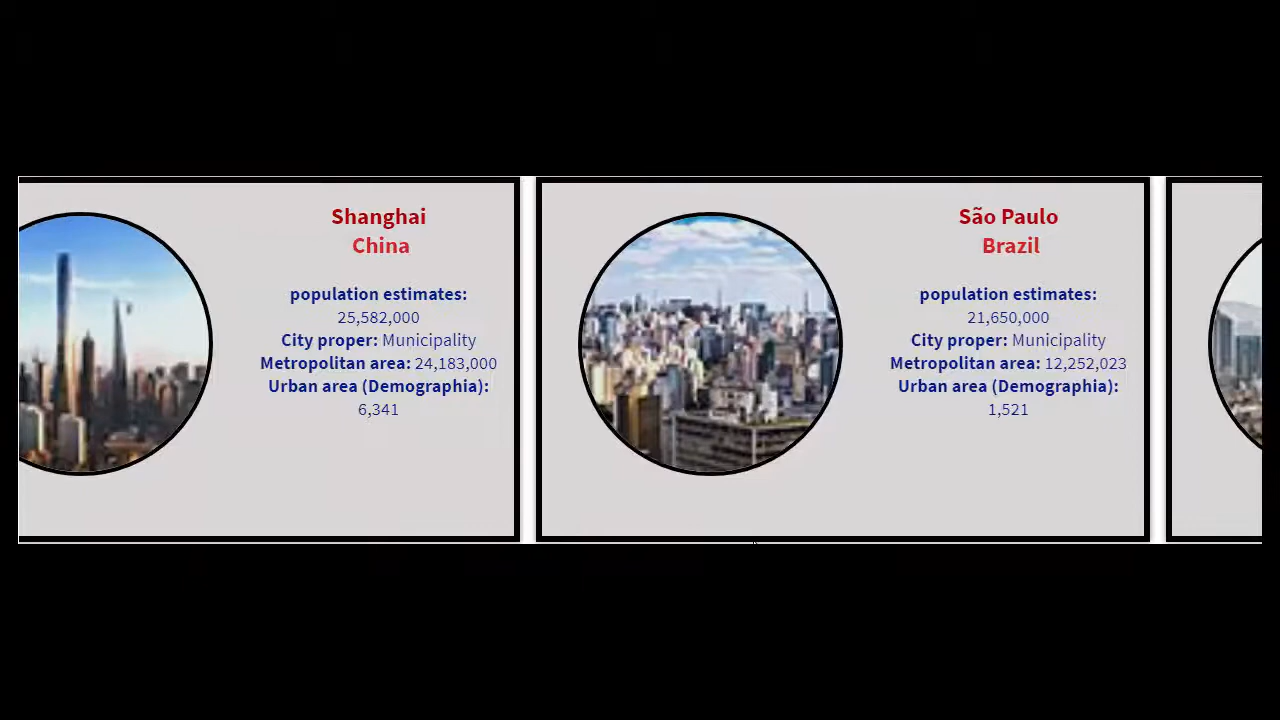 Shanghai
China
population estimates:
25,582,000
City proper: Municipality
Metropolitan area: 24,183,000
Urban area (Demographia):
6,341
São Paulo
Brazil
population estimates:
21,650,000
City proper: Municipality
Metropolitan area: 12,252,023
Urban area (Demographia):
1,521